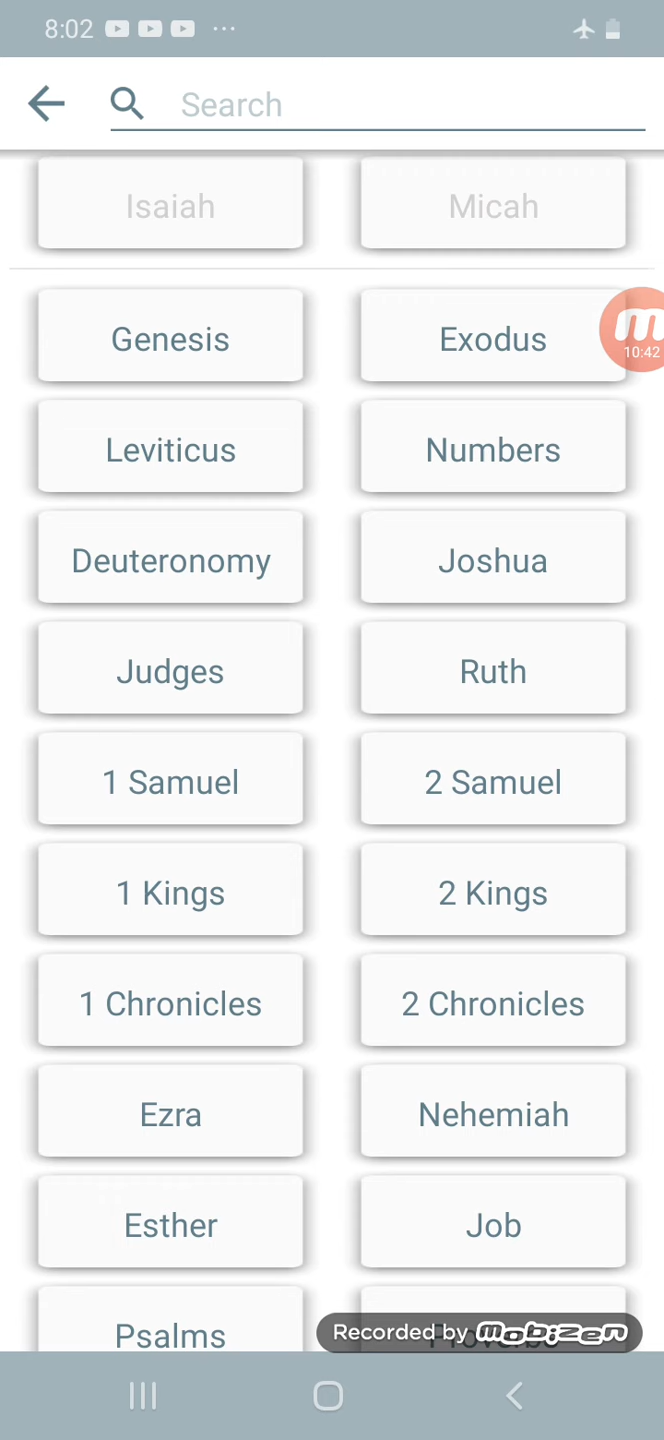 8:02
Search
Isaiah Micah
Genesis Exodus
m
10:42
Leviticus Numbers
Deuteronomy Joshua
Judges Ruth
1 Samuel 2 Samuel
1 Kings 2 Kings
1 Chronicles 2 Chronicles
Ezra Nehemiah
Esther Job
Psalms Proverbs
Recorded by mobizen